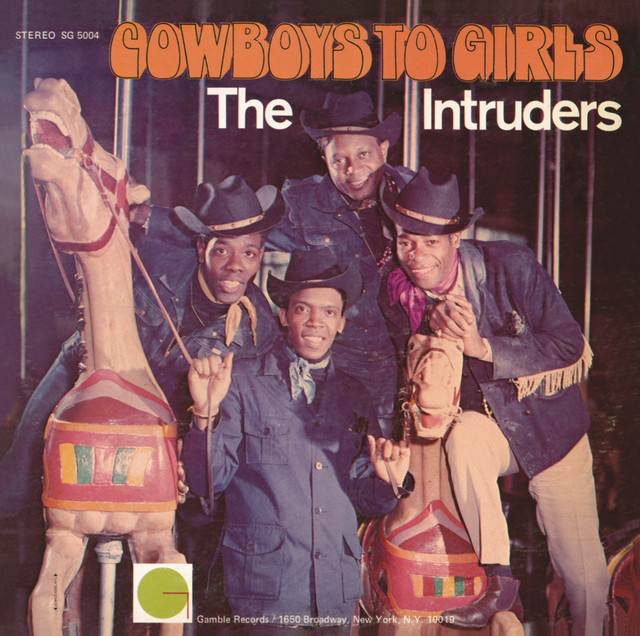 STEREO SG 5004
COWBOYS TO GIRLS
The Intruders
Gamble Records / 1650 Broadway, New York, N.Y. 10019